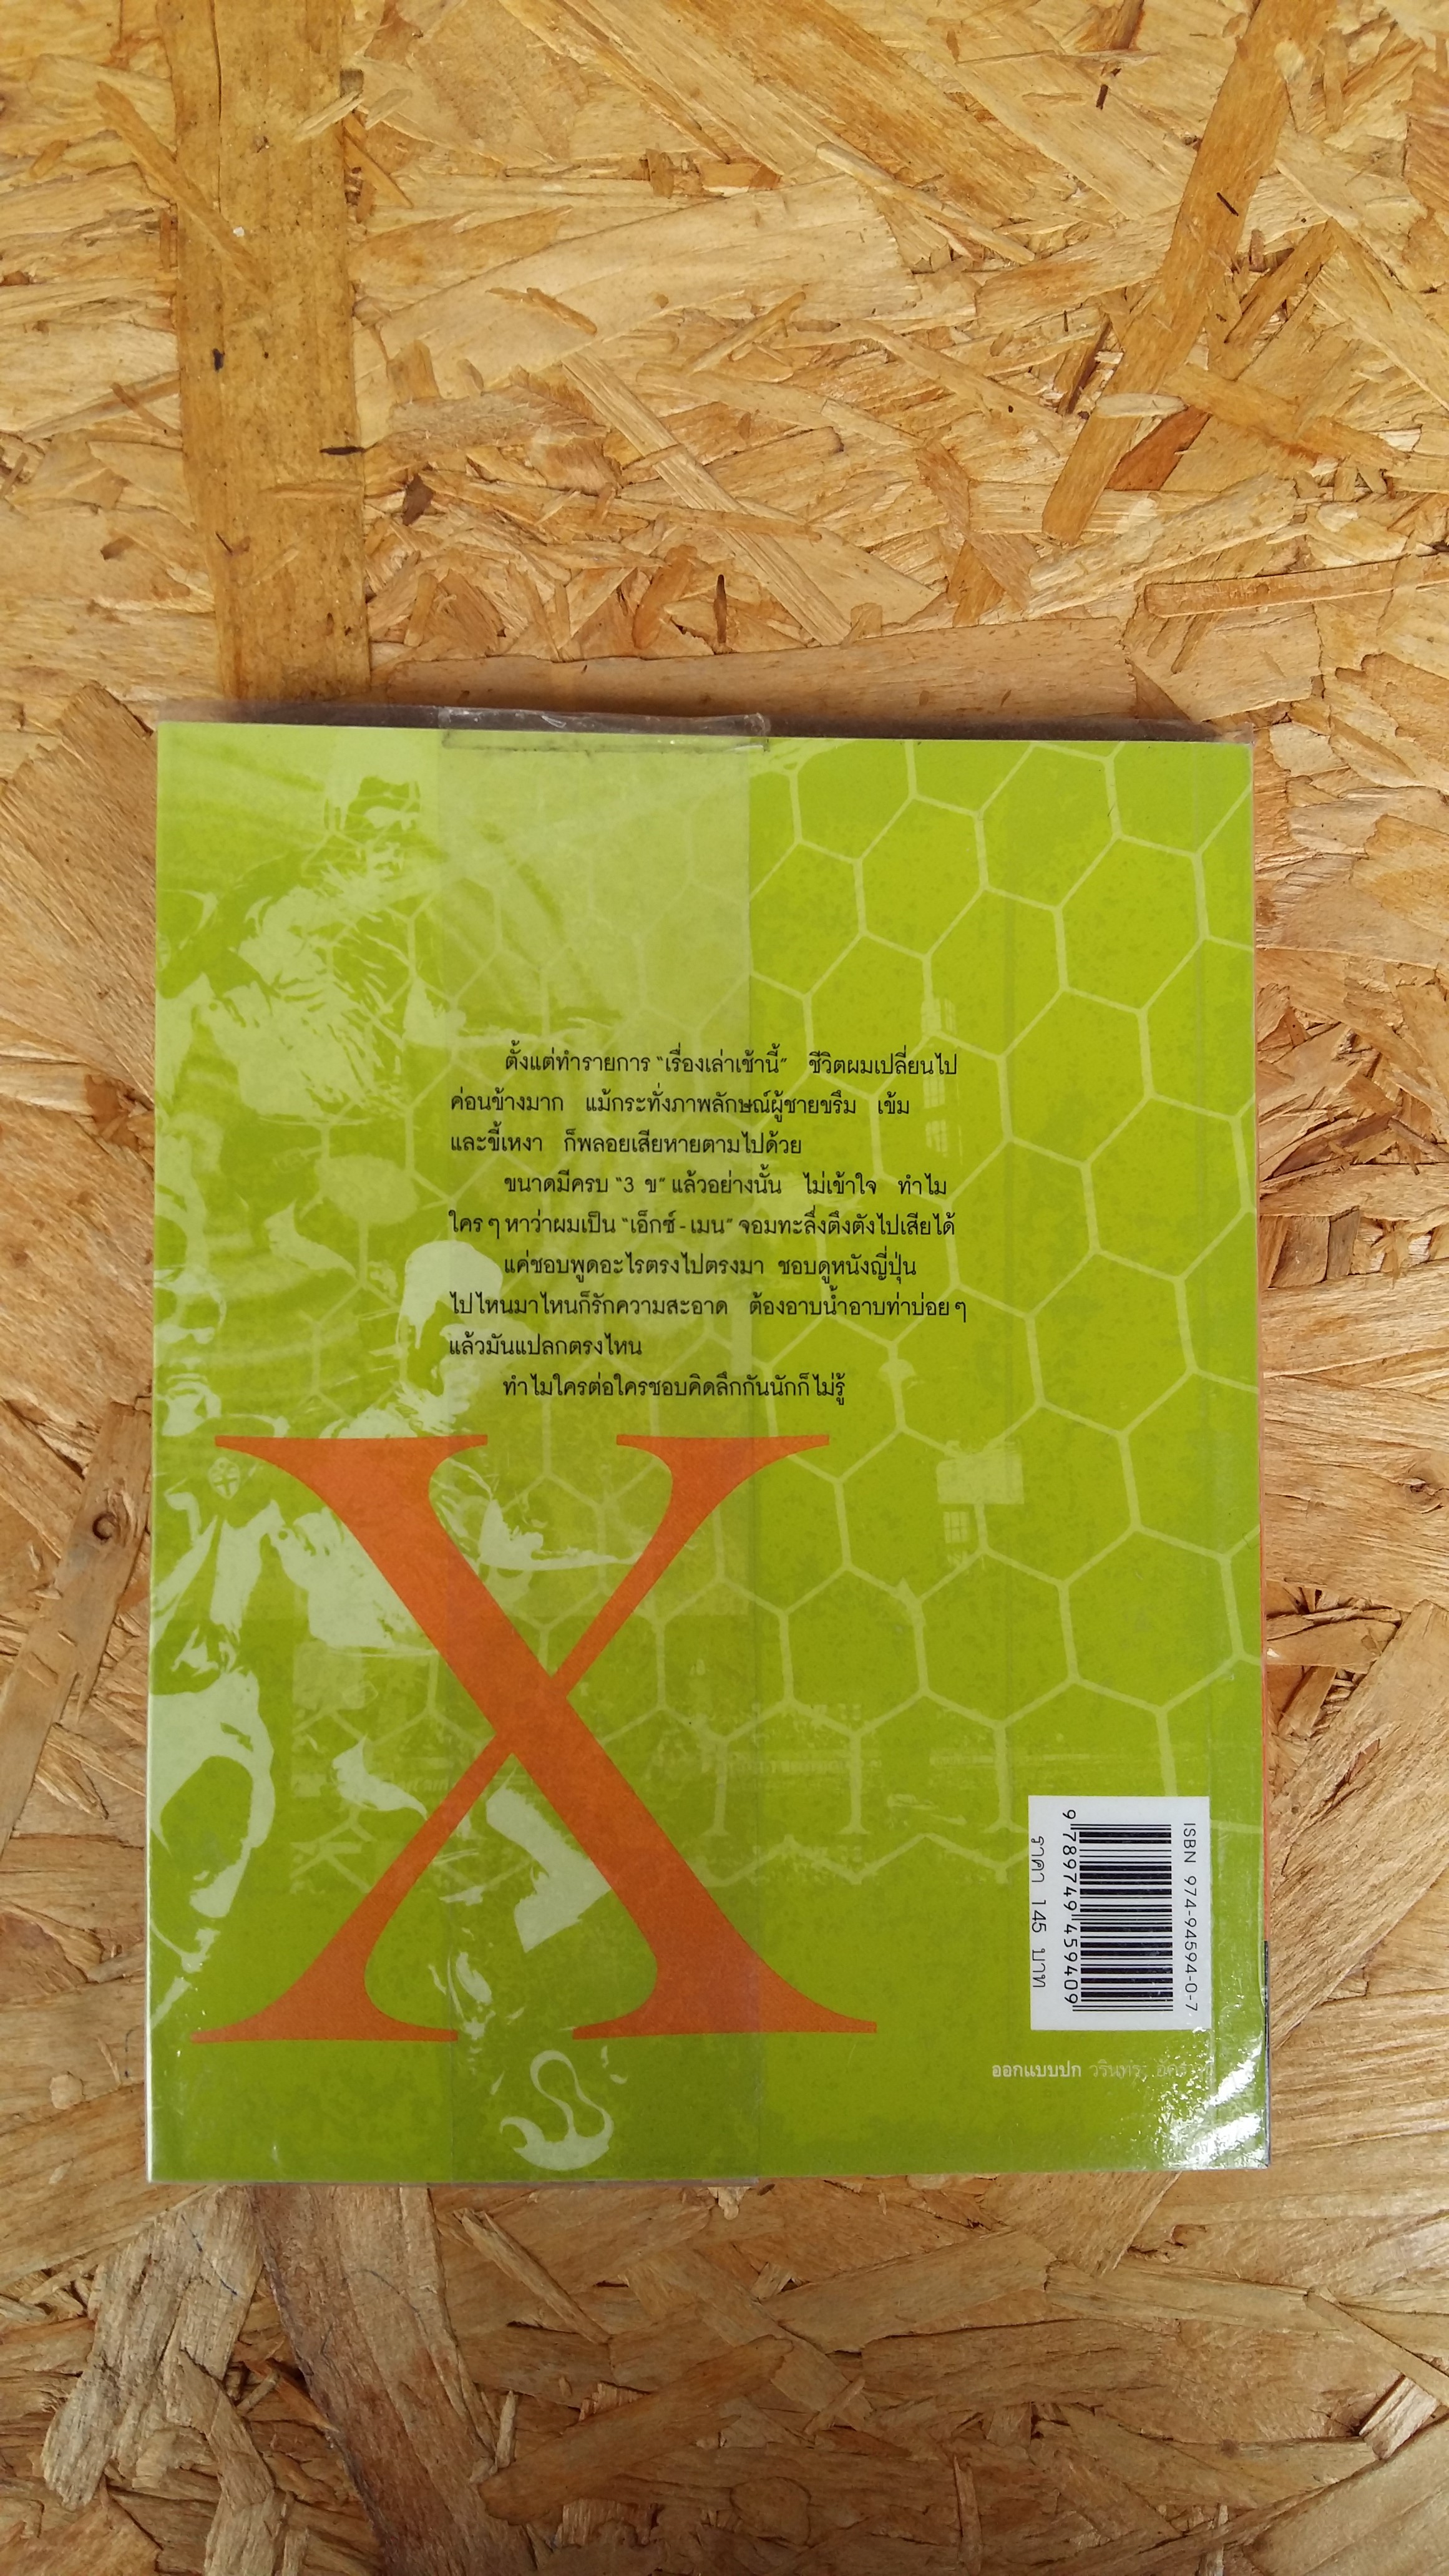 ตั้งแต่ทำรายการ “เรื่องเล่าเช้านี้” ชีวิตผมเปลี่ยนไป
ค่อนข้างมาก แม้กระทั่งภาพลักษณ์ผู้ชายขรึม เข้ม
และขี้เหงา ก็พลอยเสียหายตามไปด้วย
ขนาดมีครบ “3 ข” แล้วอย่างนั้น ไม่เข้าใจ ทำไม
ใคร ๆ หาว่าผมเป็น “เอ็กซ์ - เมน” จอมทะลึ่งตึงตังไปเสียได้
แค่ชอบพูดอะไรตรงไปตรงมา ชอบดูหนังญี่ปุ่น
ไปไหนมาไหนก็รักความสะอาด ต้องอาบน้ำอาบท่าบ่อย ๆ
แล้วมันแปลกตรงไหน
ทำไมใครต่อใครชอบคิดลึกกันนักก็ไม่รู้
X
ISBN 974-94594-0-7
9 789749 459409
ราคา 145 บาท
ออกแบบปก